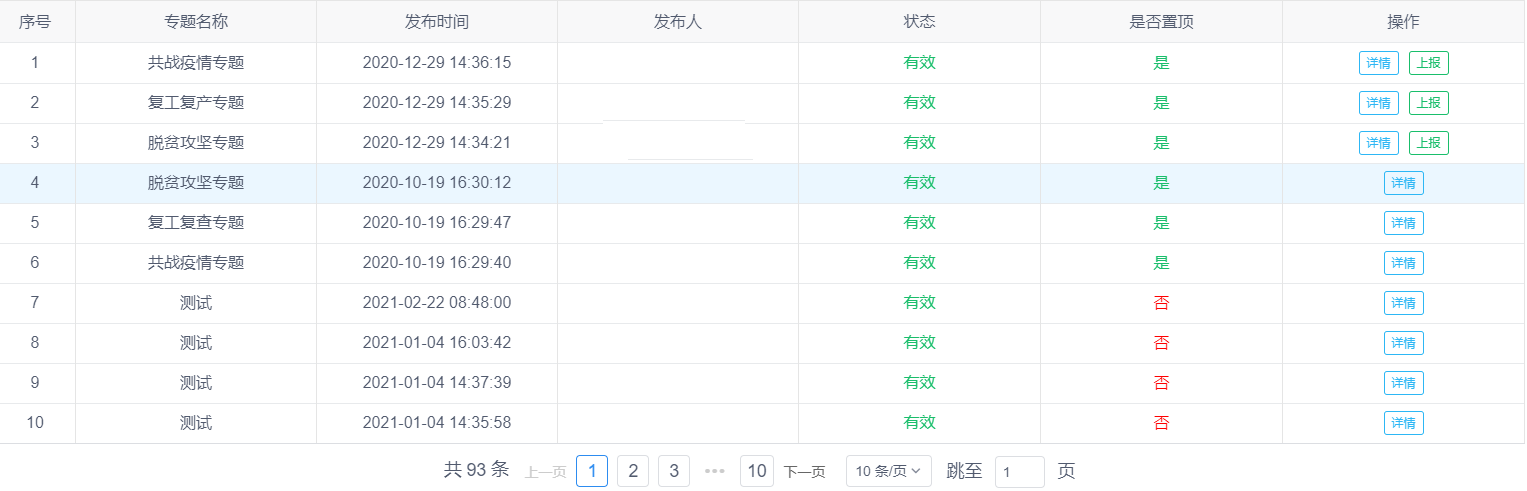 序号 专题名称 发布时间 发布人 状态 是否置顶 操作
1 共战疫情专题 2020-12-29 14:36:15 有效 是 详情 上报
2 复工复产专题 2020-12-29 14:35:29 有效 是 详情 上报
3 脱贫攻坚专题 2020-12-29 14:34:21 有效 是 详情 上报
4 脱贫攻坚专题 2020-10-19 16:30:12 有效 是 详情
5 复工复查专题 2020-10-19 16:29:47 有效 是 详情
6 共战疫情专题 2020-10-19 16:29:40 有效 是 详情
7 测试 2021-02-22 08:48:00 有效 否 详情
8 测试 2021-01-04 16:03:42 有效 否 详情
9 测试 2021-01-04 14:37:39 有效 否 详情
10 测试 2021-01-04 14:35:58 有效 否 详情
共 93 条 上一页 1 2 3 ••• 10 下一页 10 条/页 跳至 1 页